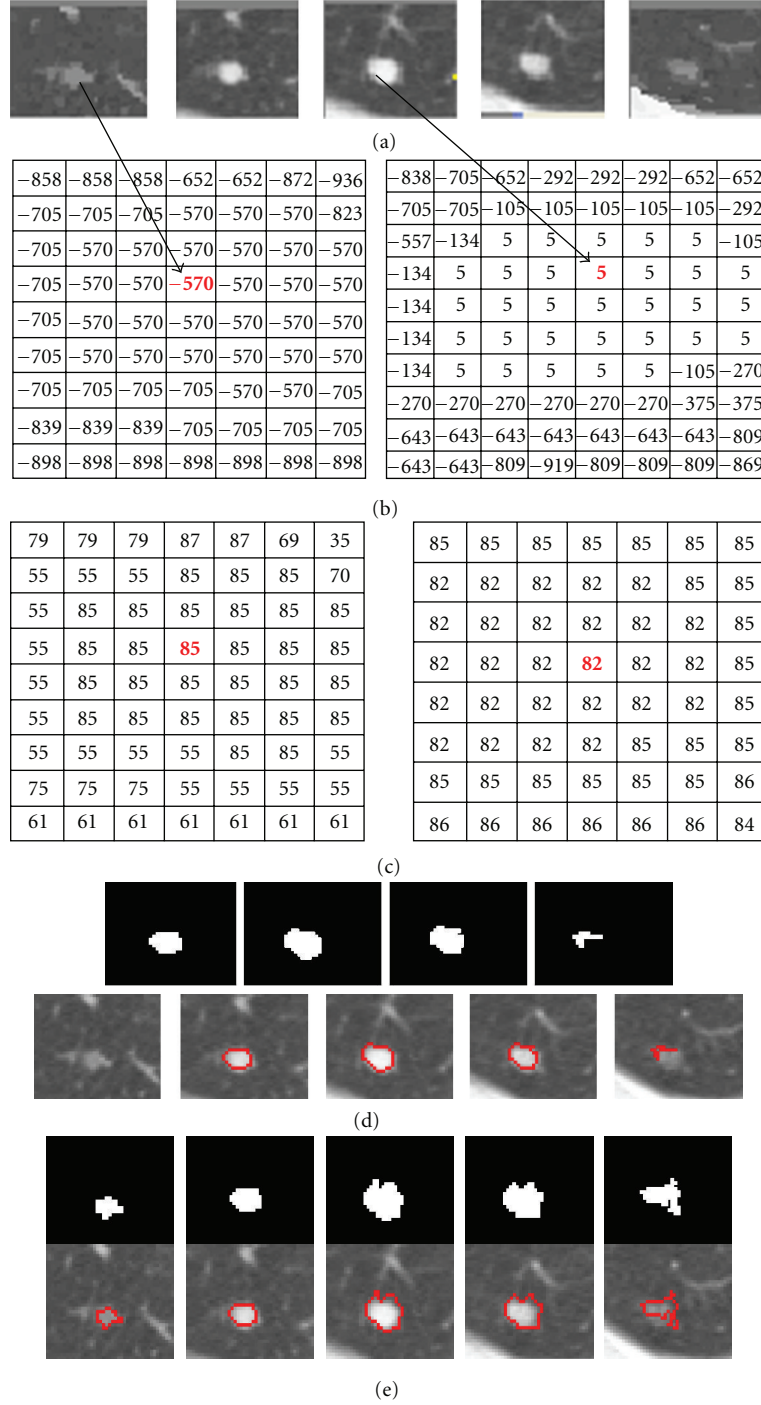 (a)
−858 −858 −858 −652 −652 −872 −936
−705 −705 −705 −570 −570 −570 −823
−705 −570 −570 −570 −570 −570 −570
−705 −570 −570 −570 −570 −570 −570
−705 −570 −570 −570 −570 −570 −570
−705 −570 −570 −570 −570 −570 −570
−705 −705 −705 −705 −570 −570 −705
−839 −839 −839 −705 −705 −705 −705
−898 −898 −898 −898 −898 −898 −898
−838 −705 −652 −292 −292 −292 −652 −652
−705 −705 −105 −105 −105 −105 −105 −292
−557 −134 5 5 5 5 5 −105
−134 5 5 5 5 5 5 5
−134 5 5 5 5 5 5 5
−134 5 5 5 5 5 5 5
−134 5 5 5 5 5 −105 −270
−270 −270 −270 −270 −270 −270 −375 −375
−643 −643 −643 −643 −643 −643 −643 −809
−643 −643 −809 −919 −809 −809 −809 −869
(b)
79 79 79 87 87 69 35
55 55 55 85 85 85 70
55 85 85 85 85 85 85
55 85 85 85 85 85 85
55 85 85 85 85 85 85
55 85 85 85 85 85 85
55 55 55 55 85 85 55
75 75 75 55 55 55 55
61 61 61 61 61 61 61
85 85 85 85 85 85 85
82 82 82 82 82 85 85
82 82 82 82 82 82 85
82 82 82 82 82 82 85
82 82 82 82 82 82 85
82 82 82 82 85 85 85
85 85 85 85 85 85 86
86 86 86 86 86 86 84
(c)
(d)
(e)